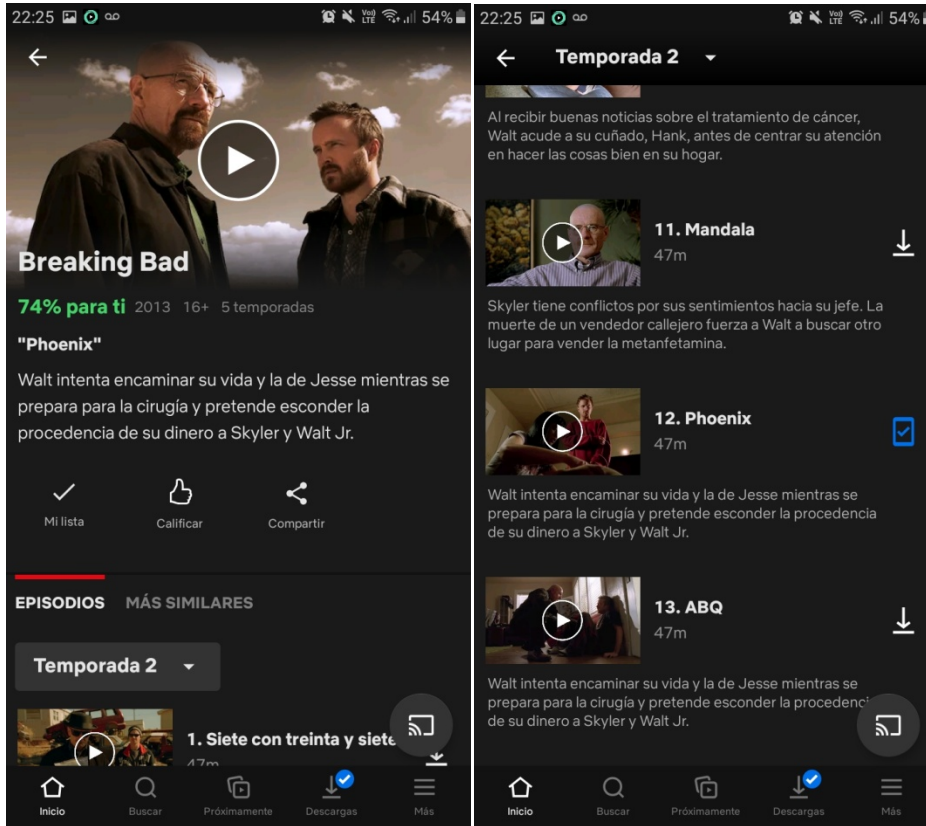 22:25 Voo) LTE 54%
Breaking Bad
74% para ti 2013 16+ 5 temporadas
"Phoenix"
Walt intenta encaminar su vida y la de Jesse mientras se
prepara para la cirugía y pretende esconder la
procedencia de su dinero a Skyler y Walt Jr.
Mi lista Calificar Compartir
EPISODIOS MÁS SIMILARES
Temporada 2
1. Siete con treinta y siete
47m
Inicio Buscar Próximamente Descargas Más
22:25 Voo) LTE 54%
Temporada 2
Al recibir buenas noticias sobre el tratamiento de cáncer,
Walt acude a su cuñado, Hank, antes de centrar su atención
en hacer las cosas bien en su hogar.
11. Mandala
47m
Skyler tiene conflictos por sus sentimientos hacia su jefe. La
muerte de un vendedor callejero fuerza a Walt a buscar otro
lugar para vender la metanfetamina.
12. Phoenix
47m
Walt intenta encaminar su vida y la de Jesse mientras se
prepara para la cirugía y pretende esconder la procedencia
de su dinero a Skyler y Walt Jr.
13. ABQ
47m
Walt intenta encaminar su vida y la de Jesse mientras se
prepara para la cirugía y pretende esconder la procedenc
de su dinero a Skyler y Walt Jr.
Inicio Buscar Próximamente Descargas Más